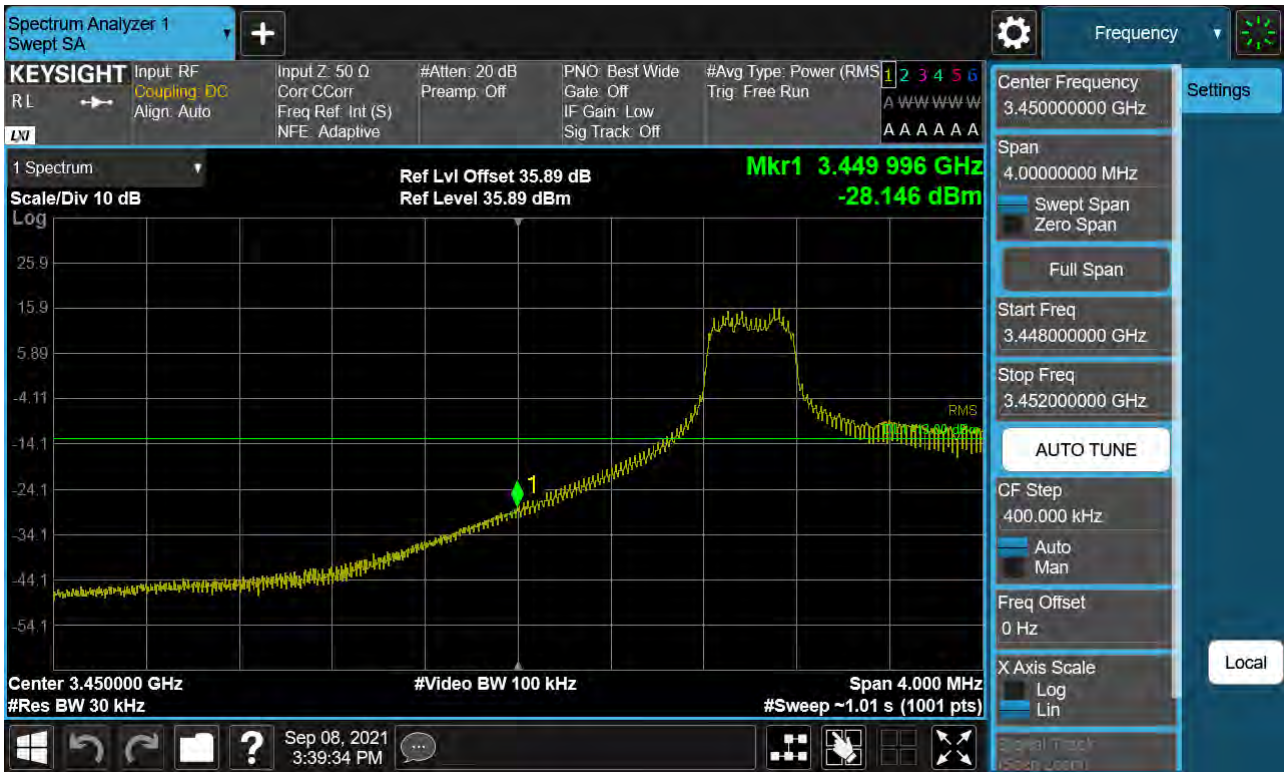 Spectrum Analyzer 1
Swept SA
Frequency
KEYSIGHT
RL
LXI
Input: RF
Coupling: DC
Align: Auto
Input Z: 50 Ω
Corr CCorr
Freq Ref: Int (S)
NFE: Adaptive
#Atten: 20 dB
Preamp: Off
PNO: Best Wide
Gate: Off
IF Gain: Low
Sig Track: Off
#Avg Type: Power (RMS
Trig: Free Run
1 2 3 4 5 6
A W W W W W
A A A A A A
1 Spectrum
Scale/Div 10 dB
Log
Ref Lvl Offset 35.89 dB
Ref Level 35.89 dBm
Mkr1 3.449 996 GHz
-28.146 dBm
25.9
15.9
5.89
-4.11
-14.1
-24.1
-34.1
-44.1
-54.1
RMS
1
Center 3.450000 GHz
#Res BW 30 kHz
#Video BW 100 kHz
Span 4.000 MHz
#Sweep ~1.01 s (1001 pts)
Center Frequency
3.450000000 GHz
Span
4.00000000 MHz
Swept Span
Zero Span
Full Span
Start Freq
3.448000000 GHz
Stop Freq
3.452000000 GHz
AUTO TUNE
CF Step
400.000 kHz
Auto
Man
Freq Offset
0 Hz
X Axis Scale
Log
Lin
Signal Track
(Span Zoom)
Settings
Local
?
Sep 08, 2021
3:39:34 PM